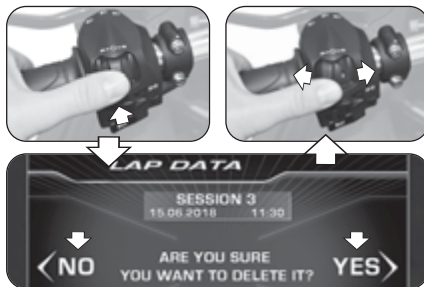 LAP DATA
SESSION 3
15.06.2018 11:30
NO
ARE YOU SURE
YOU WANT TO DELETE IT?
YES